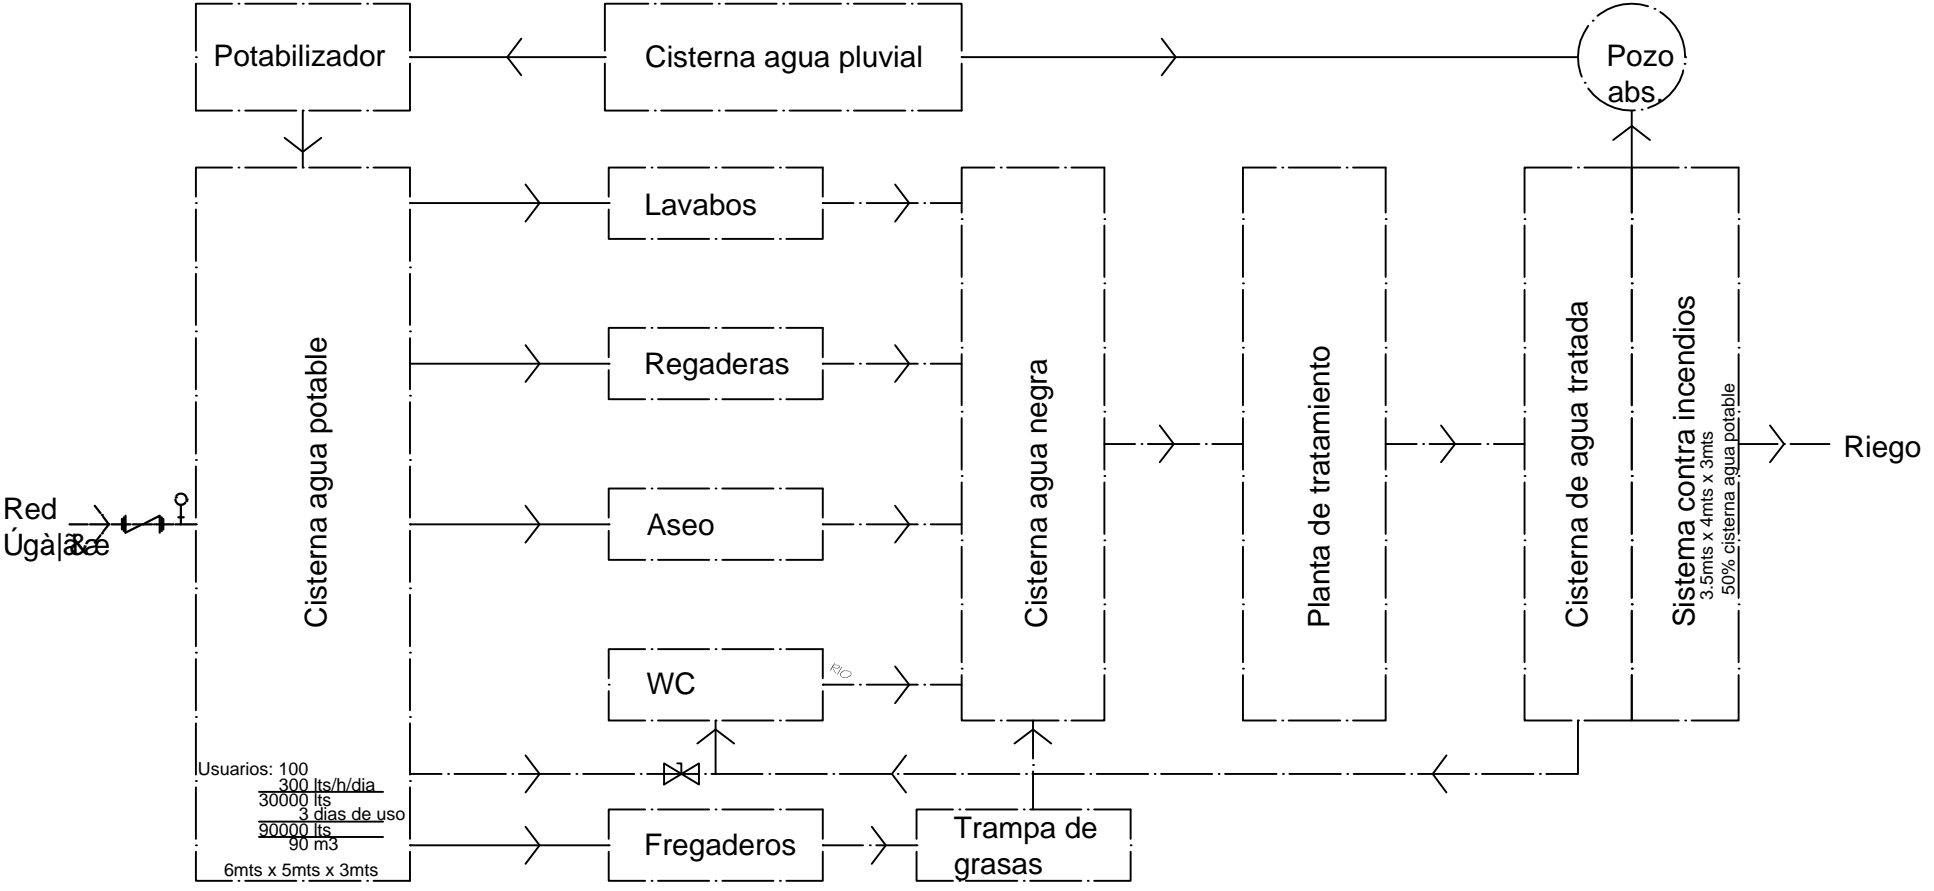 Potabilizador
Cisterna agua pluvial
Pozo
abs.
Lavabos
Regaderas
Aseo
WC
RIO
Fregaderos
Trampa de
grasas
Cisterna agua potable
Cisterna agua negra
Planta de tratamiento
Cisterna de agua tratada
Sistema contra incendios
3.5mts x 4mts x 3mts
50% cisterna agua potable
Riego
Red
Usuarios: 100
300 lts/h/dia
30000 lts
3 dias de uso
90000 lts
90 m3
6mts x 5mts x 3mts